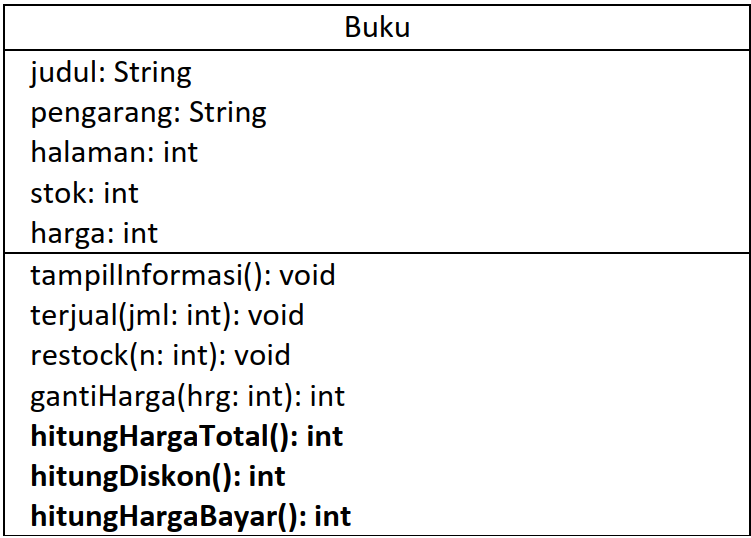 Buku
judul: String
pengarang: String
halaman: int
stok: int
harga: int
tampilInformasi(): void
terjual(jml: int): void
restock(n: int): void
gantiHarga(hrg: int): int
hitungHargaTotal(): int
hitungDiskon(): int
hitungHargaBayar(): int